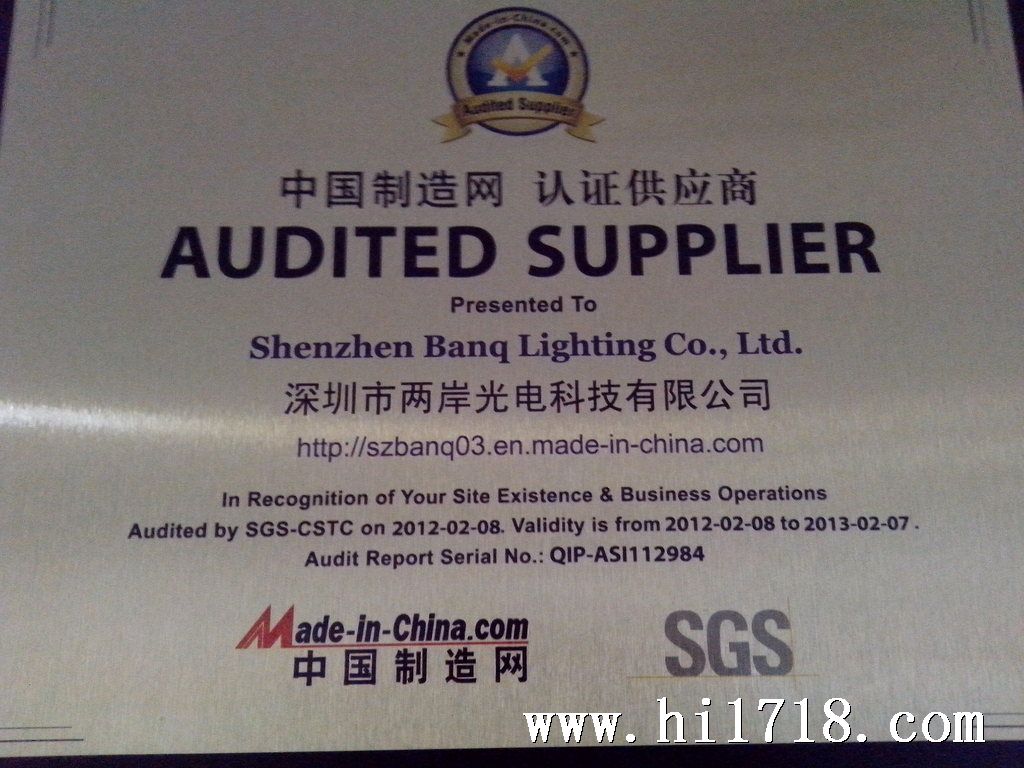 Made-in-China.com
Audited Supplier
中国制造网 认证供应商
AUDITED SUPPLIER
Presented To
Shenzhen Banq Lighting Co., Ltd.
深圳市两岸光电科技有限公司
http://szbanq03.en.made-in-china.com
In Recognition of Your Site Existence & Business Operations
Audited by SGS-CSTC on 2012-02-08. Validity is from 2012-02-08 to 2013-02-07.
Audit Report Serial No.: QIP-ASI112984
Made-in-China.com
中国制造网
SGS
www.hi1718.com